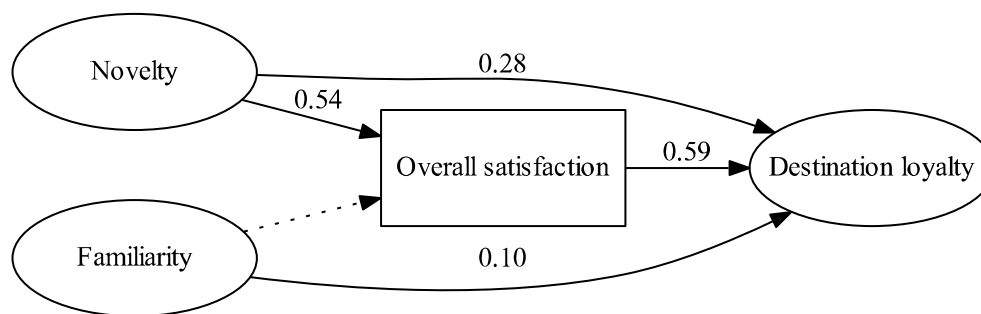 Novelty
0.28
0.54
Overall satisfaction
0.59
Destination loyalty
Familiarity
0.10